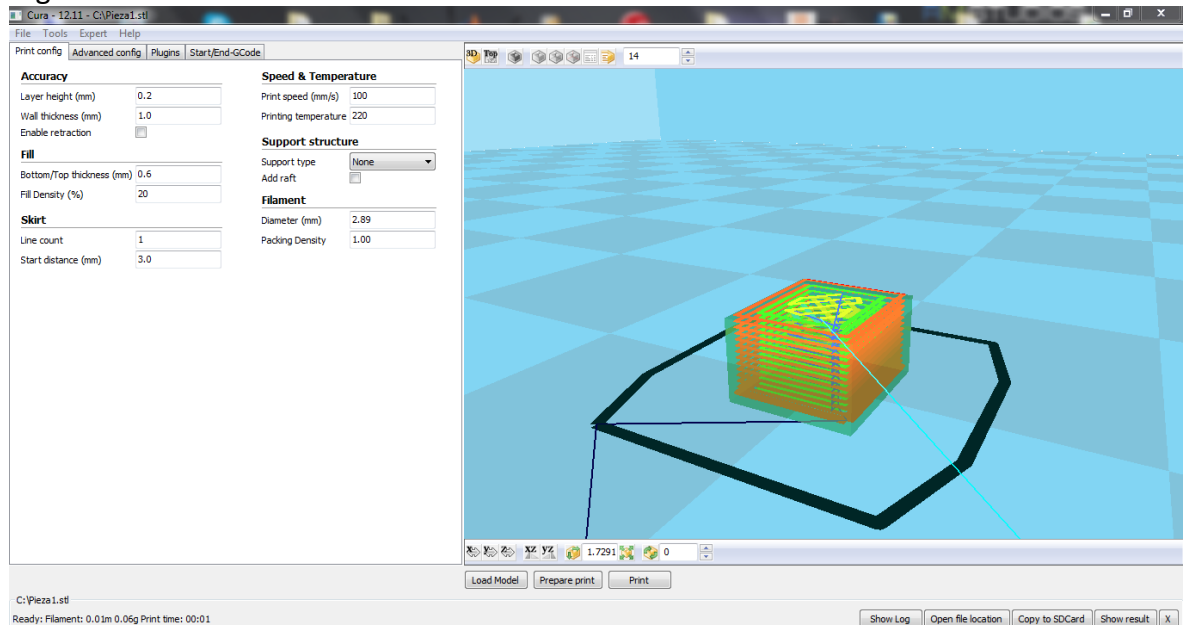 Cura - 12.11 - C:\Pieza1.stl
File Tools Expert Help
Print config Advanced config Plugins Start/End-GCode
Accuracy
Layer height (mm) 0.2
Wall thickness (mm) 1.0
Enable retraction
Fill
Bottom/Top thickness (mm) 0.6
Fill Density (%) 20
Skirt
Line count 1
Start distance (mm) 3.0
Speed & Temperature
Print speed (mm/s) 100
Printing temperature 220
Support structure
Support type None
Add raft
Filament
Diameter (mm) 2.89
Packing Density 1.00
3D Top 14
X Y Z XZ YZ 1.7291 0
Load Model Prepare print Print
C:\Pieza1.stl
Ready: Filament: 0.01m 0.06g Print time: 00:01
Show Log Open file location Copy to SDCard Show result X